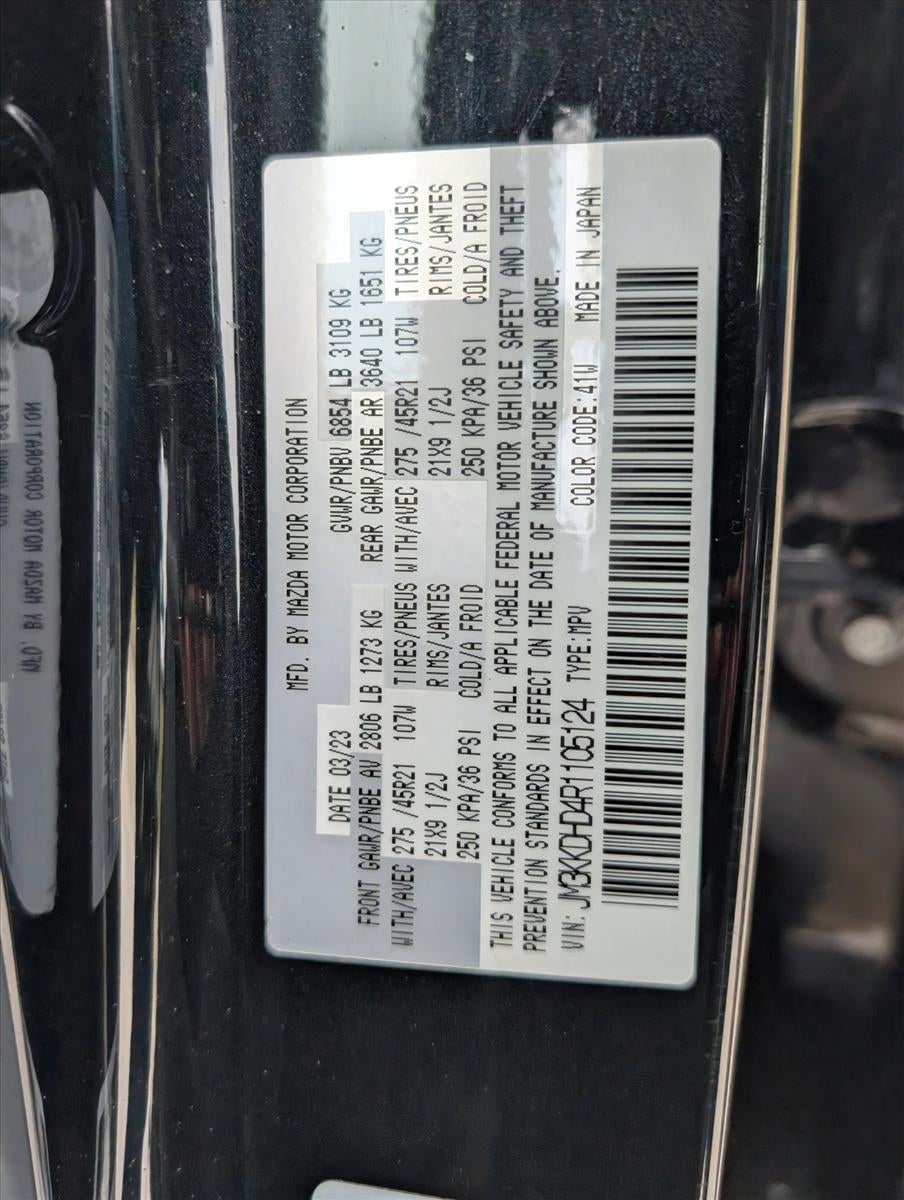 MFD. BY MAZDA MOTOR CORPORATION
DATE 03/23 GVWR/PNBV 6854 LB 3109 KG
FRONT GAWR/PNBE AV 2806 LB 1273 KG REAR GAWR/PNBE AR 3640 LB 1651 KG
WITH/AVEC 275 /45R21 107W TIRES/PNEUS WITH/AVEC 275 /45R21 107W TIRES/PNEUS
21X9 1/2J RIMS/JANTES 21X9 1/2J RIMS/JANTES
250 KPA/36 PSI COLD/A FROID 250 KPA/36 PSI COLD/A FROID
THIS VEHICLE CONFORMS TO ALL APPLICABLE FEDERAL MOTOR VEHICLE SAFETY AND THEFT
PREVENTION STANDARDS IN EFFECT ON THE DATE OF MANUFACTURE SHOWN ABOVE.
VIN: JM3KKDHD4R1105124 TYPE:MPV COLOR CODE:41W MADE IN JAPAN
MFD. BY MAZDA MOTOR CORPORATION